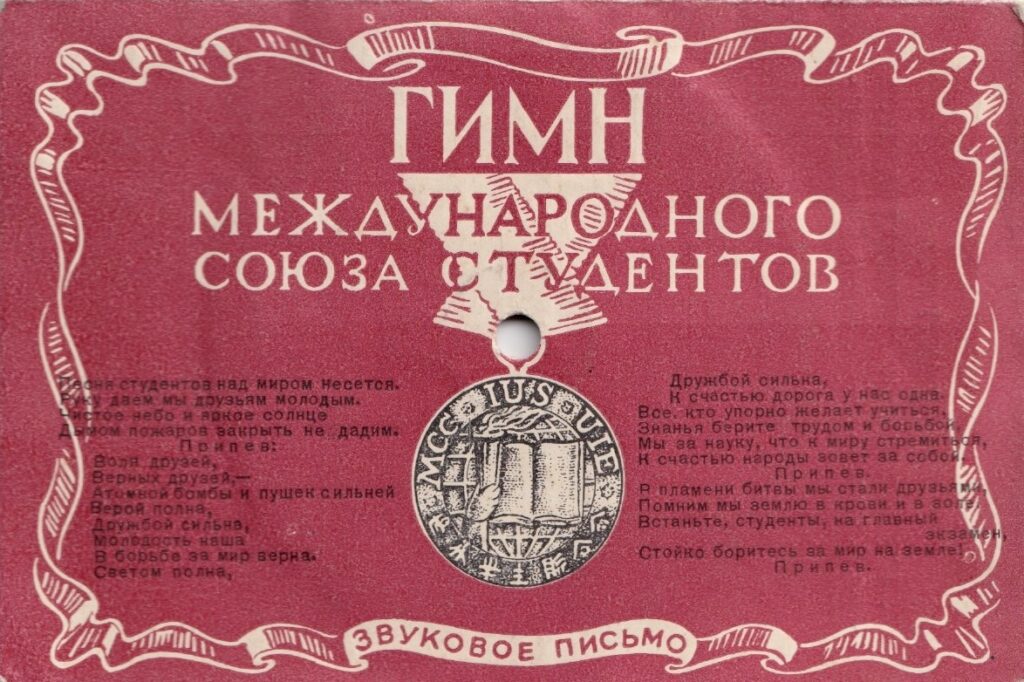 ГИМН
МЕЖДУНАРОДНОГО
СОЮЗА СТУДЕНТОВ
Песня студентов над миром несется.
Руку даем мы друзьям молодым.
Чистое небо и яркое солнце
Дымом пожаров закрыть не дадим.
Припев:
Воля друзей,
Верных друзей,—
Атомной бомбы и пушек сильней
Верой полна,
Дружбой сильна,
Молодость наша
В борьбе за мир верна.
Светом полна,
Дружбой сильна,
К счастью дорога у нас одна.
Все, кто упорно желает учиться,
Знанья берите трудом и борьбой.
Мы за науку, что к миру стремиться,
К счастью народы зовет за собой.
Припев.
В пламени битвы мы стали друзьями,
Помним мы землю в крови и в золе,
Встаньте, студенты, на главный
экзамен,
Стойко боритесь за мир на земле!
Припев.
МСС IUS UIE
ЗВУКОВОЕ ПИСЬМО